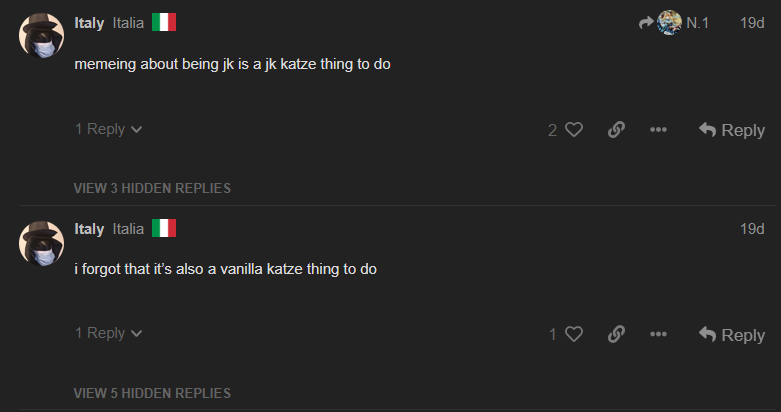 Italy Italia N.1 19d
memeing about being jk is a jk katze thing to do
1 Reply 2 Reply
VIEW 3 HIDDEN REPLIES
Italy Italia 19d
i forgot that it's also a vanilla katze thing to do
1 Reply 1 Reply
VIEW 5 HIDDEN REPLIES